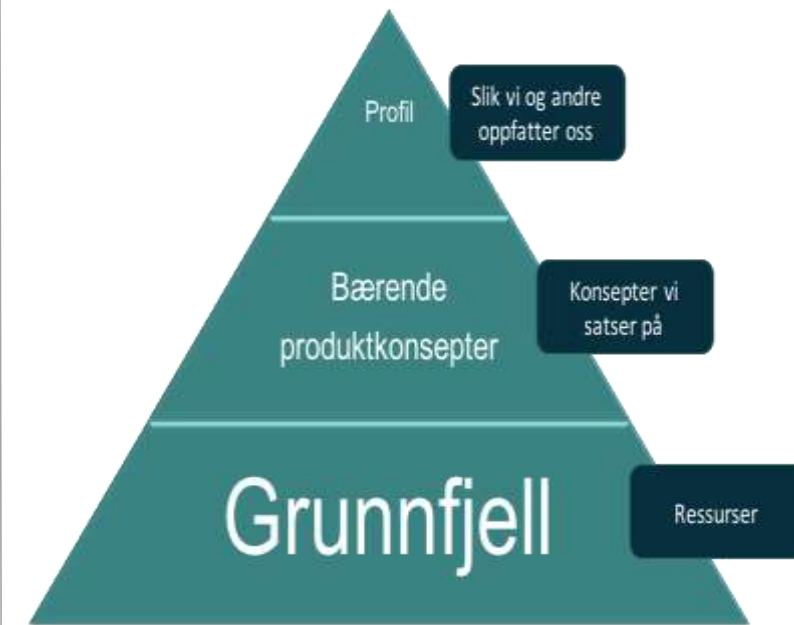 Profil
Slik vi og andre
oppfatter oss
Bærende
produktkonsepter
Konsepter vi
satser på
Grunnfjell
Ressurser